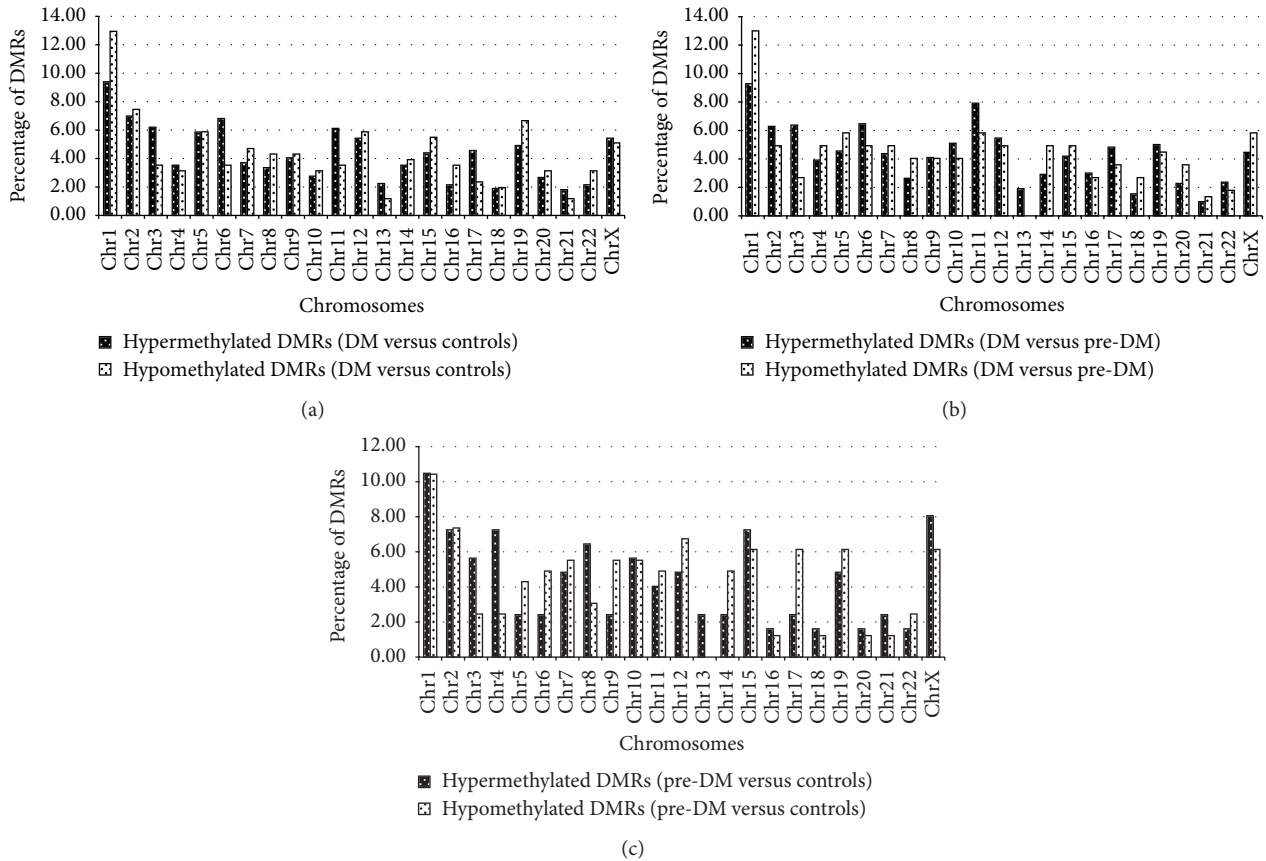 Percentage of DMRs
14.00
12.00
10.00
8.00
6.00
4.00
2.00
0.00
Chr1
Chr2
Chr3
Chr4
Chr5
Chr6
Chr7
Chr8
Chr9
Chr10
Chr11
Chr12
Chr13
Chr14
Chr15
Chr16
Chr17
Chr18
Chr19
Chr20
Chr21
Chr22
ChrX
Chromosomes
Hypermethylated DMRs (DM versus controls)
Hypomethylated DMRs (DM versus controls)
(a)
Percentage of DMRs
14.00
12.00
10.00
8.00
6.00
4.00
2.00
0.00
Chr1
Chr2
Chr3
Chr4
Chr5
Chr6
Chr7
Chr8
Chr9
Chr10
Chr11
Chr12
Chr13
Chr14
Chr15
Chr16
Chr17
Chr18
Chr19
Chr20
Chr21
Chr22
ChrX
Chromosomes
Hypermethylated DMRs (DM versus pre-DM)
Hypomethylated DMRs (DM versus pre-DM)
(b)
Percentage of DMRs
12.00
10.00
8.00
6.00
4.00
2.00
0.00
Chr1
Chr2
Chr3
Chr4
Chr5
Chr6
Chr7
Chr8
Chr9
Chr10
Chr11
Chr12
Chr13
Chr14
Chr15
Chr16
Chr17
Chr18
Chr19
Chr20
Chr21
Chr22
ChrX
Chromosomes
Hypermethylated DMRs (pre-DM versus controls)
Hypomethylated DMRs (pre-DM versus controls)
(c)